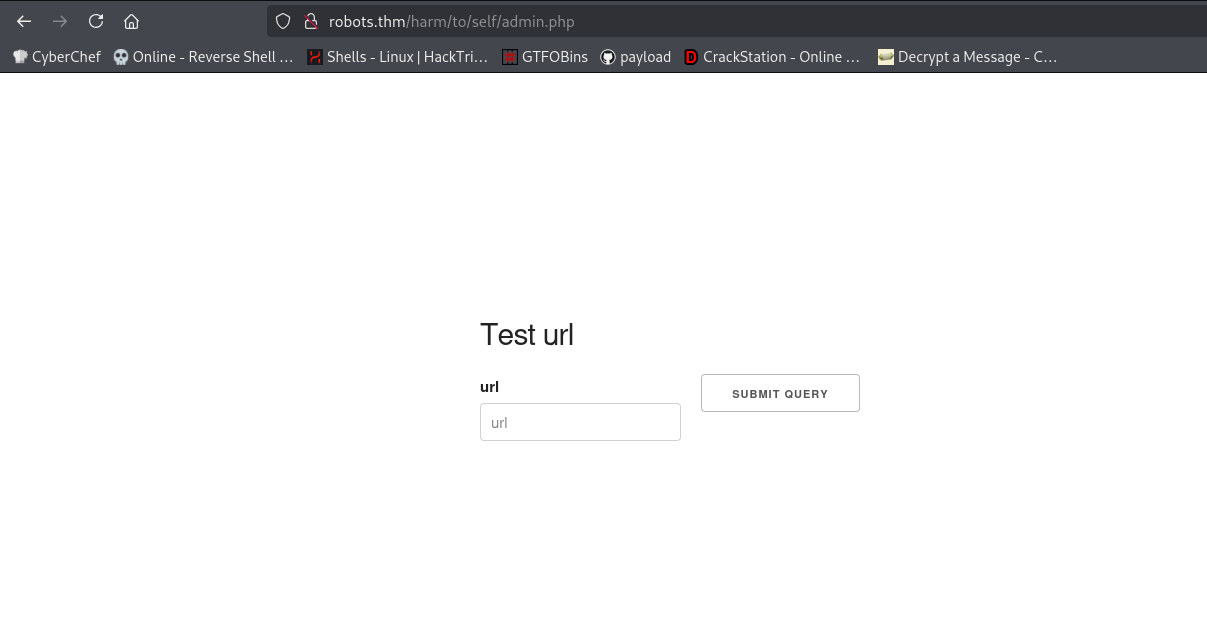 robots.thm/harm/to/self/admin.php
CyberChef Online - Reverse Shell ... Shells - Linux | HackTri... GTFOBins payload CrackStation - Online ... Decrypt a Message - C...
Test url
url
SUBMIT QUERY
url